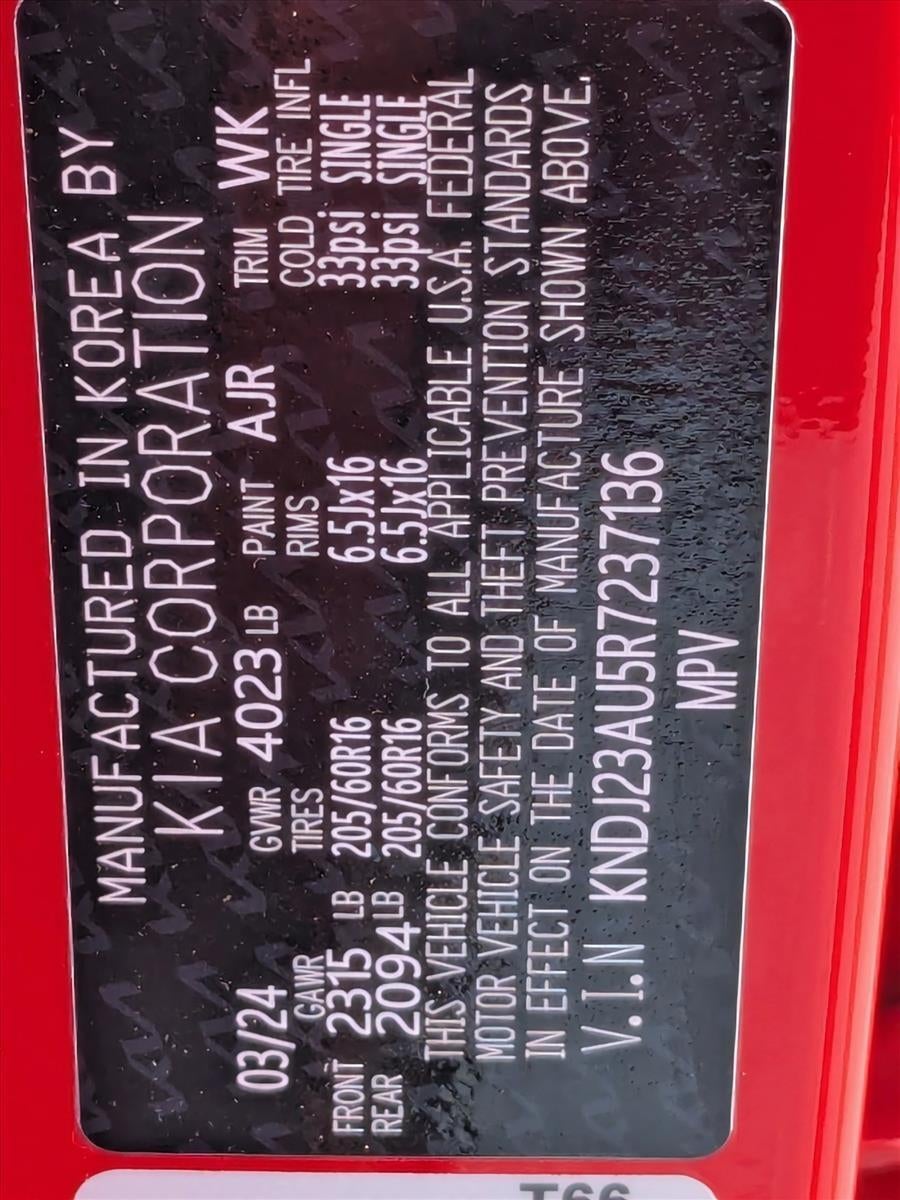 MANUFACTURED IN KOREA BY
KIA CORPORATION
03/24 GVWR 4023 LB PAINT AJR TRIM WK
GAWR TIRES RIMS COLD TIRE INFL
FRONT 2315 LB 205/60R16 6.5Jx16 33psi SINGLE
REAR 2094 LB 205/60R16 6.5Jx16 33psi SINGLE
THIS VEHICLE CONFORMS TO ALL APPLICABLE U.S.A. FEDERAL
MOTOR VEHICLE SAFETY AND THEFT PREVENTION STANDARDS
IN EFFECT ON THE DATE OF MANUFACTURE SHOWN ABOVE.
V.I.N KNDJ23AU5R7237136
MPV
T66